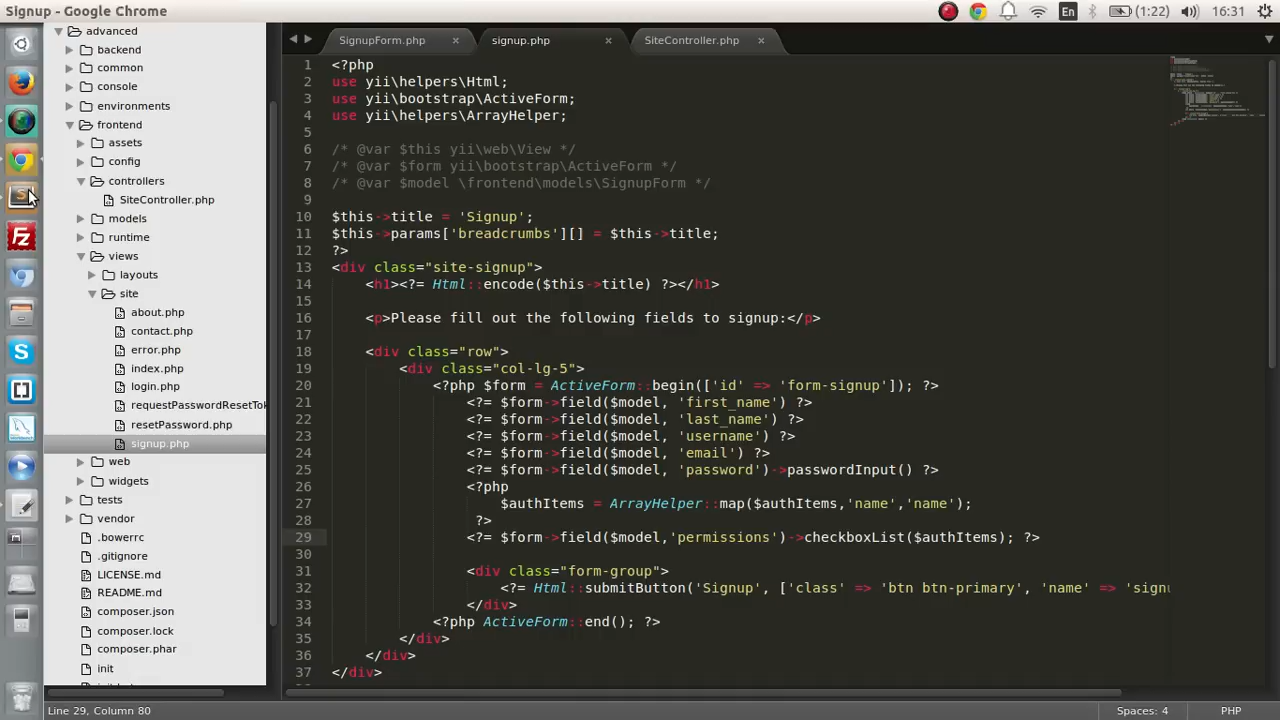 Signup - Google Chrome
En
(1:22)
16:31
advanced
backend
common
console
environments
frontend
assets
config
controllers
SiteController.php
models
runtime
views
layouts
site
about.php
contact.php
error.php
index.php
login.php
requestPasswordResetTok
resetPassword.php
signup.php
web
widgets
tests
vendor
.bowerrc
.gitignore
LICENSE.md
README.md
composer.json
composer.lock
composer.phar
init
SignupForm.php
signup.php
SiteController.php
1 <?php
2 use yii\helpers\Html;
3 use yii\bootstrap\ActiveForm;
4 use yii\helpers\ArrayHelper;
5
6 /* @var $this yii\web\View */
7 /* @var $form yii\bootstrap\ActiveForm */
8 /* @var $model \frontend\models\SignupForm */
9
10 $this->title = 'Signup';
11 $this->params['breadcrumbs'][] = $this->title;
12 ?>
13 <div class="site-signup">
14 <h1><?= Html::encode($this->title) ?></h1>
15
16 <p>Please fill out the following fields to signup:</p>
17
18 <div class="row">
19 <div class="col-lg-5">
20 <?php $form = ActiveForm::begin(['id' => 'form-signup']); ?>
21 <?= $form->field($model, 'first_name') ?>
22 <?= $form->field($model, 'last_name') ?>
23 <?= $form->field($model, 'username') ?>
24 <?= $form->field($model, 'email') ?>
25 <?= $form->field($model, 'password')->passwordInput() ?>
26 <?php
27 $authItems = ArrayHelper::map($authItems,'name','name');
28 ?>
29 <?= $form->field($model,'permissions')->checkboxList($authItems); ?>
30
31 <div class="form-group">
32 <?= Html::submitButton('Signup', ['class' => 'btn btn-primary', 'name' => 'signu
33 </div>
34 <?php ActiveForm::end(); ?>
35 </div>
36 </div>
37 </div>
Line 29, Column 80
Spaces: 4
PHP